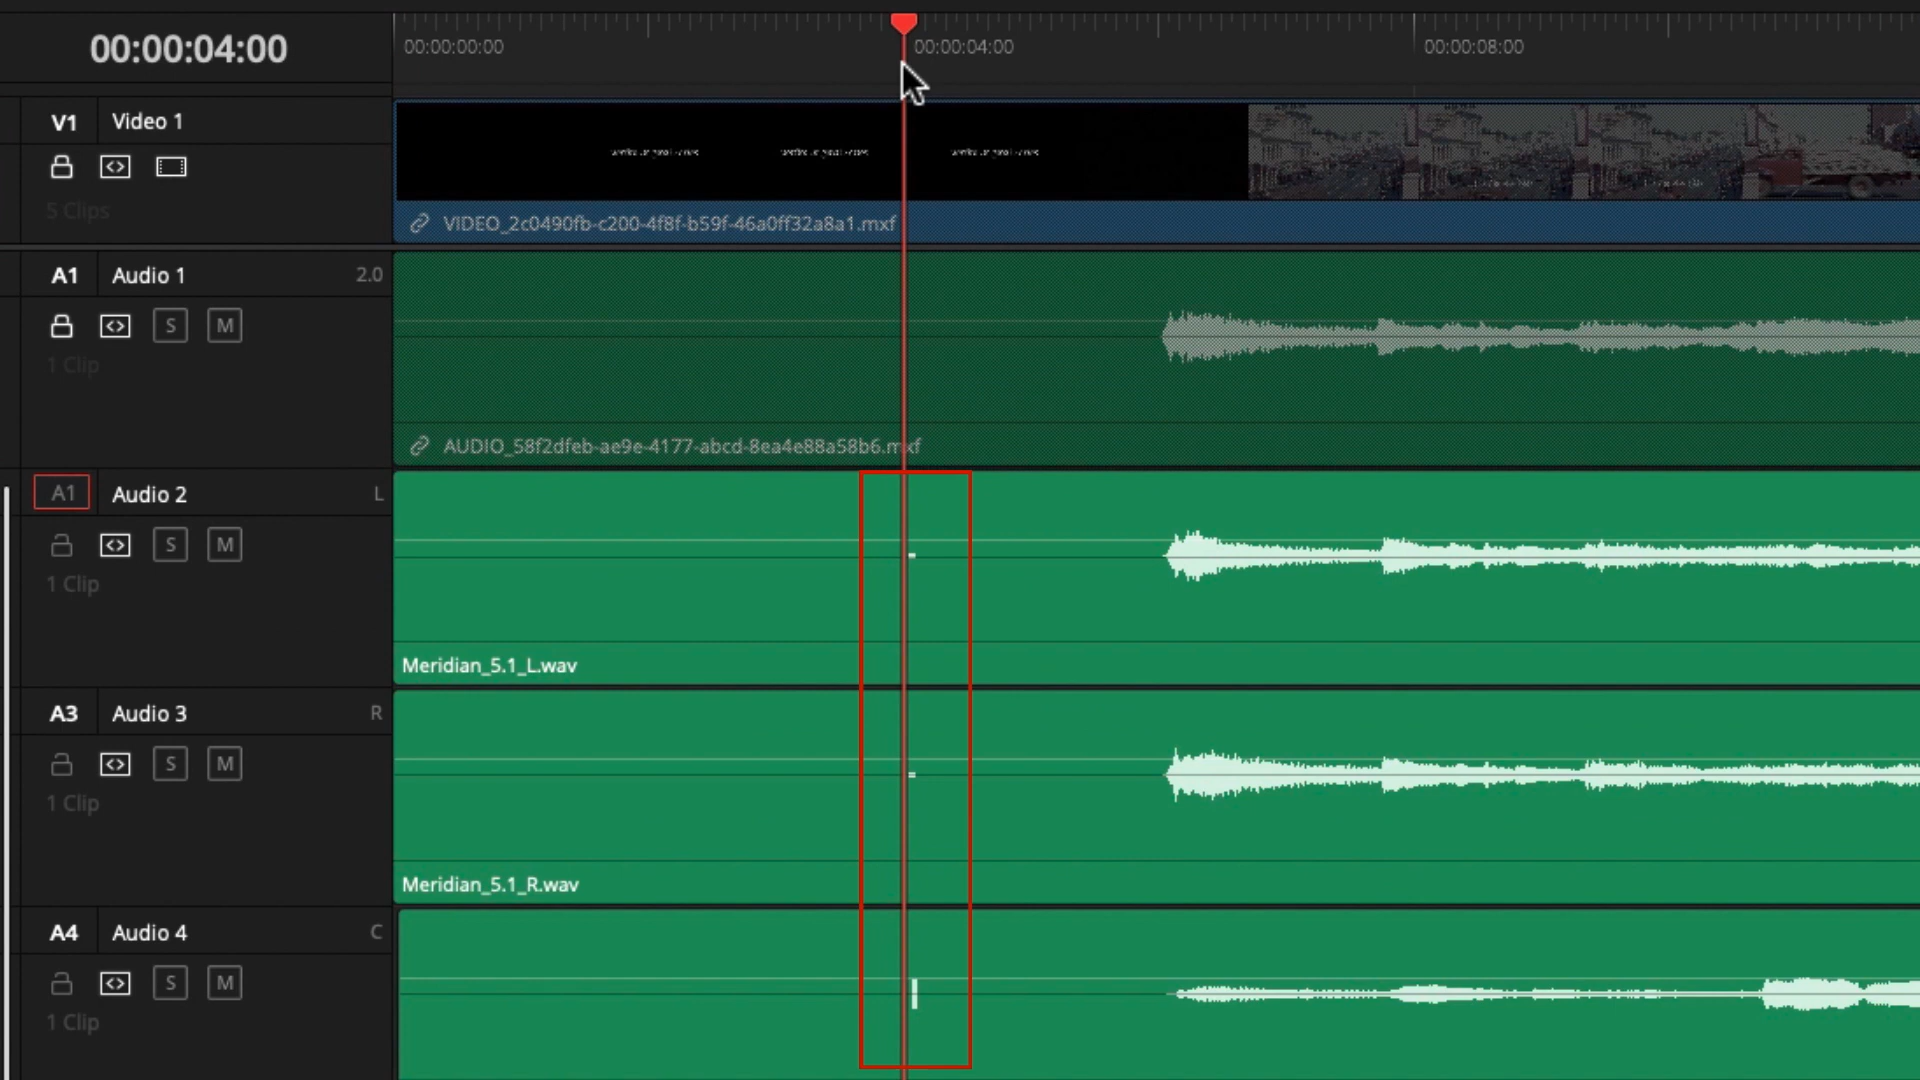 00:00:04:00
00:00:00:00
00:00:04:00
00:00:08:00
V1 Video 1
5 Clips
VIDEO_2c0490fb-c200-4f8f-b59f-46a0ff32a8a1.mxf
A1 Audio 1 2.0
S M
1 Clip
AUDIO_58f2dfeb-ae9e-4177-abcd-8ea4e88a58b6.mxf
A1 Audio 2 L
S M
1 Clip
Meridian_5.1_L.wav
A3 Audio 3 R
S M
1 Clip
Meridian_5.1_R.wav
A4 Audio 4 C
S M
1 Clip